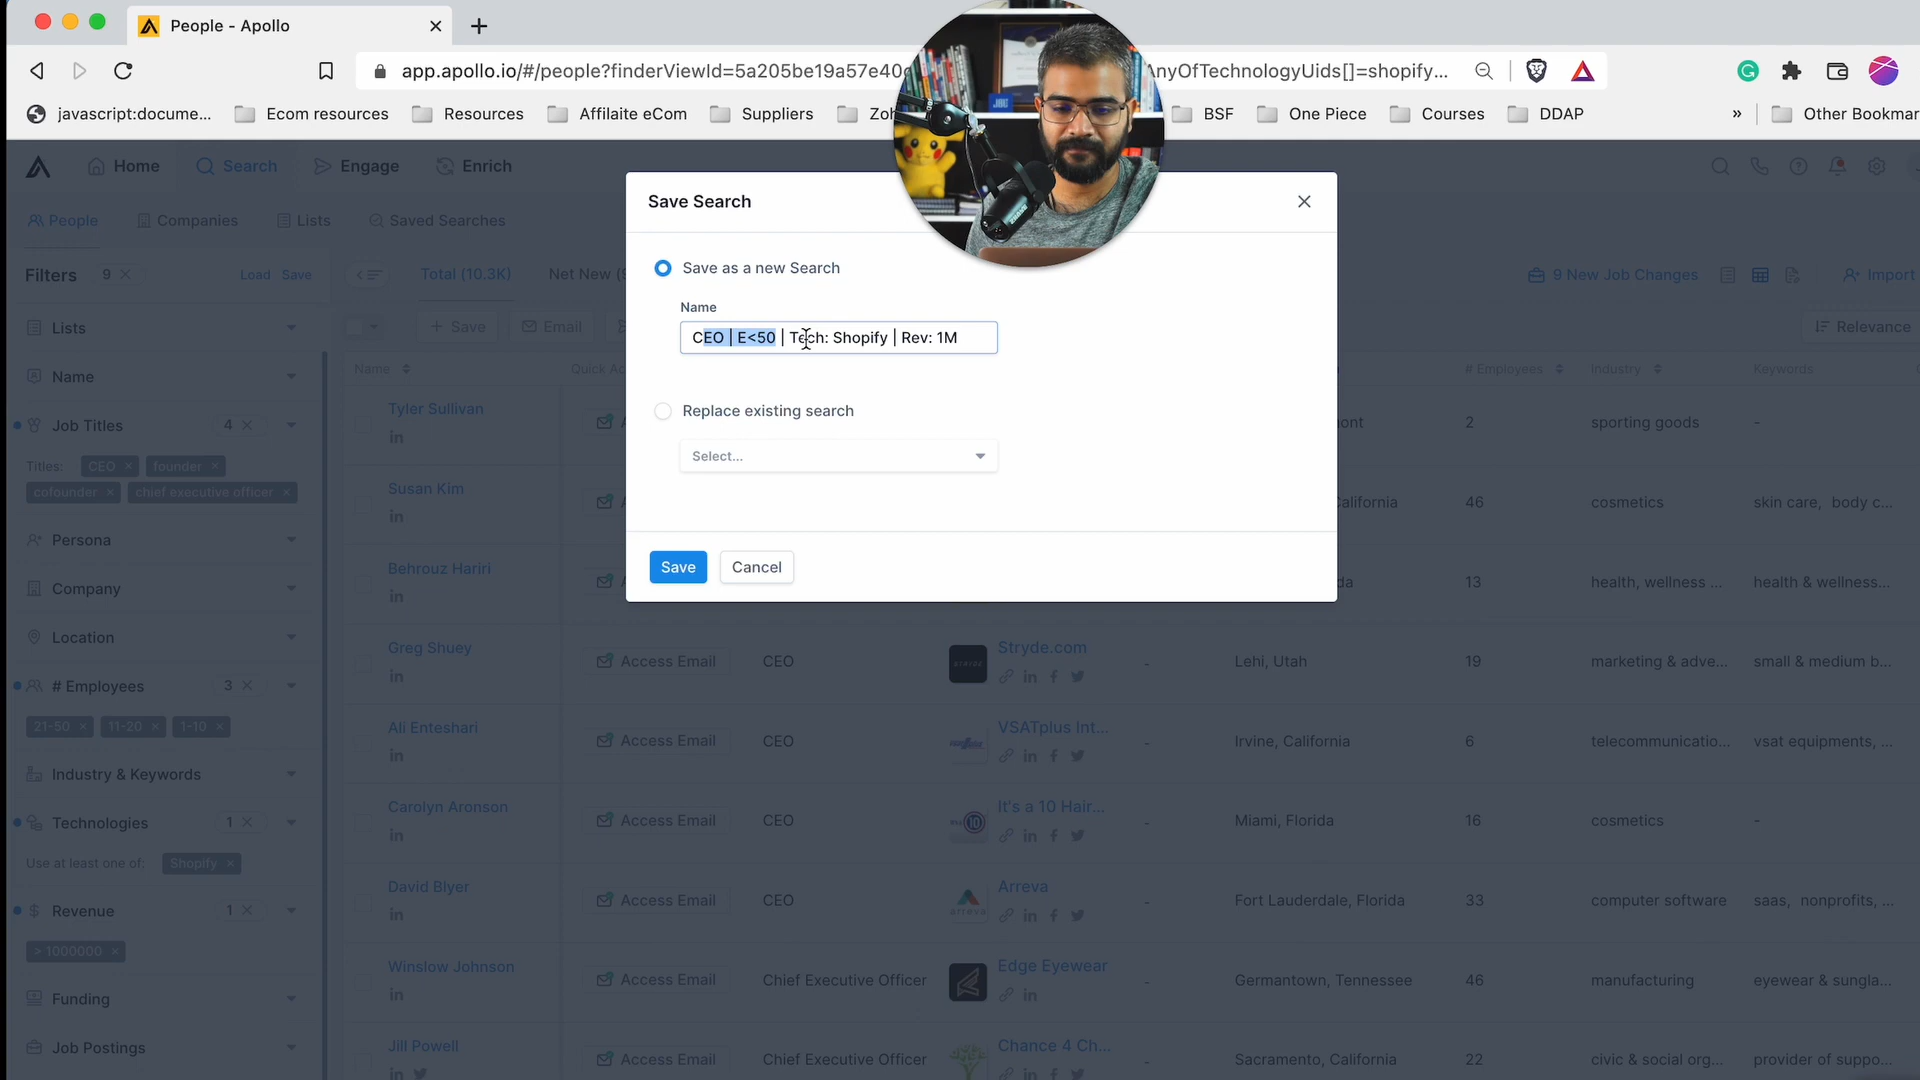 People - Apollo
app.apollo.io/#/people?finderViewId=5a205be19a57e40c
AnyOfTechnologyUids[]=shopify...
javascript:docume...
Ecom resources
Resources
Affilaite eCom
Suppliers
Zoh
BSF
One Piece
Courses
DDAP
»
Other Bookmar
Home
Search
Engage
Enrich
People
Companies
Lists
Saved Searches
Filters
9
Load
Save
Total (10.3K)
Net New (9
9 New Job Changes
Import
Save
Email
Relevance
Save Search
Save as a new Search
Name
CEO | E<50 | Tech: Shopify | Rev: 1M
Replace existing search
Select...
Save
Cancel
Lists
Name
Job Titles
4
Titles:
CEO
founder
cofounder
chief executive officer
Persona
Company
Location
# Employees
3
21-50
11-20
1-10
Industry & Keywords
Technologies
1
Use at least one of:
Shopify
Revenue
1
> 1000000
Funding
Job Postings
Name
Quick Ac
# Employees
Industry
Keywords
Tyler Sullivan
ont
2
sporting goods
-
Susan Kim
California
46
cosmetics
skin care, body c...
Behrouz Hariri
da
13
health, wellness ...
health & wellness...
Greg Shuey
Access Email
CEO
Stryde.com
-
Lehi, Utah
19
marketing & adve...
small & medium b...
Ali Enteshari
Access Email
CEO
VSATplus Int...
-
Irvine, California
6
telecommunicatio...
vsat equipments, ...
Carolyn Aronson
Access Email
CEO
It's a 10 Hair...
-
Miami, Florida
16
cosmetics
-
David Blyer
Access Email
CEO
arreva
Arreva
-
Fort Lauderdale, Florida
33
computer software
saas, nonprofits, ...
Winslow Johnson
Access Email
Chief Executive Officer
Edge Eyewear
-
Germantown, Tennessee
46
manufacturing
eyewear & sungla...
Jill Powell
Access Email
Chief Executive Officer
Chance 4 Ch...
-
Sacramento, California
22
civic & social org...
provider of suppo...